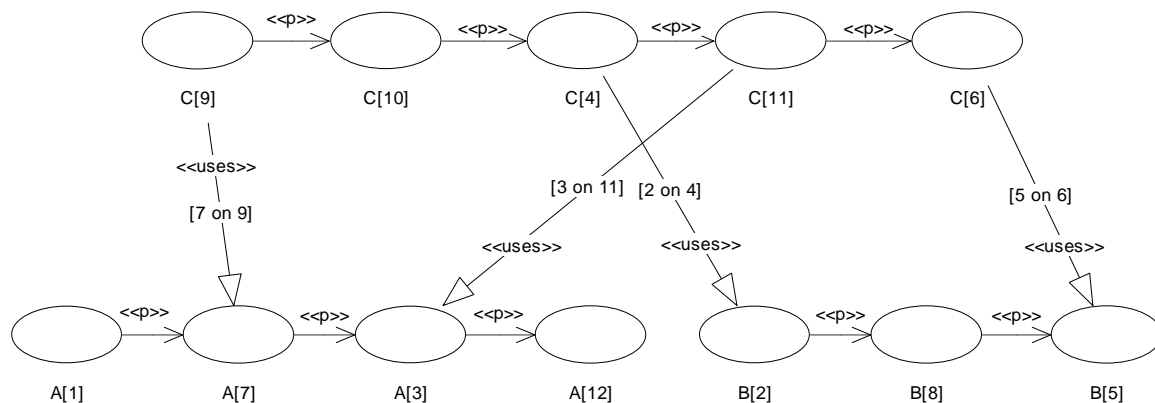 <<p>> <<p>> <<p>> <<p>>
C[9] C[10] C[4] C[11] C[6]
<<uses>>
[3 on 11] [2 on 4] [5 on 6]
[7 on 9]
<<uses>> <<uses>> <<uses>>
<<p>> <<p>> <<p>> <<p>> <<p>>
A[1] A[7] A[3] A[12] B[2] B[8] B[5]